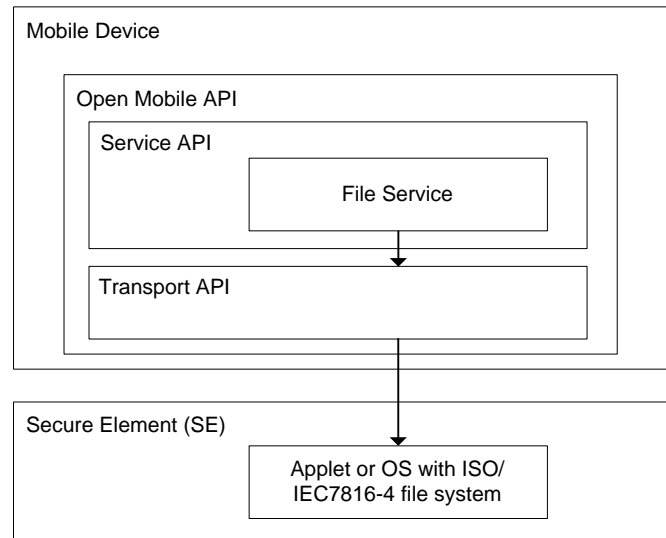 Mobile Device
Open Mobile API
Service API
File Service
Transport API
Secure Element (SE)
Applet or OS with ISO/
IEC7816-4 file system